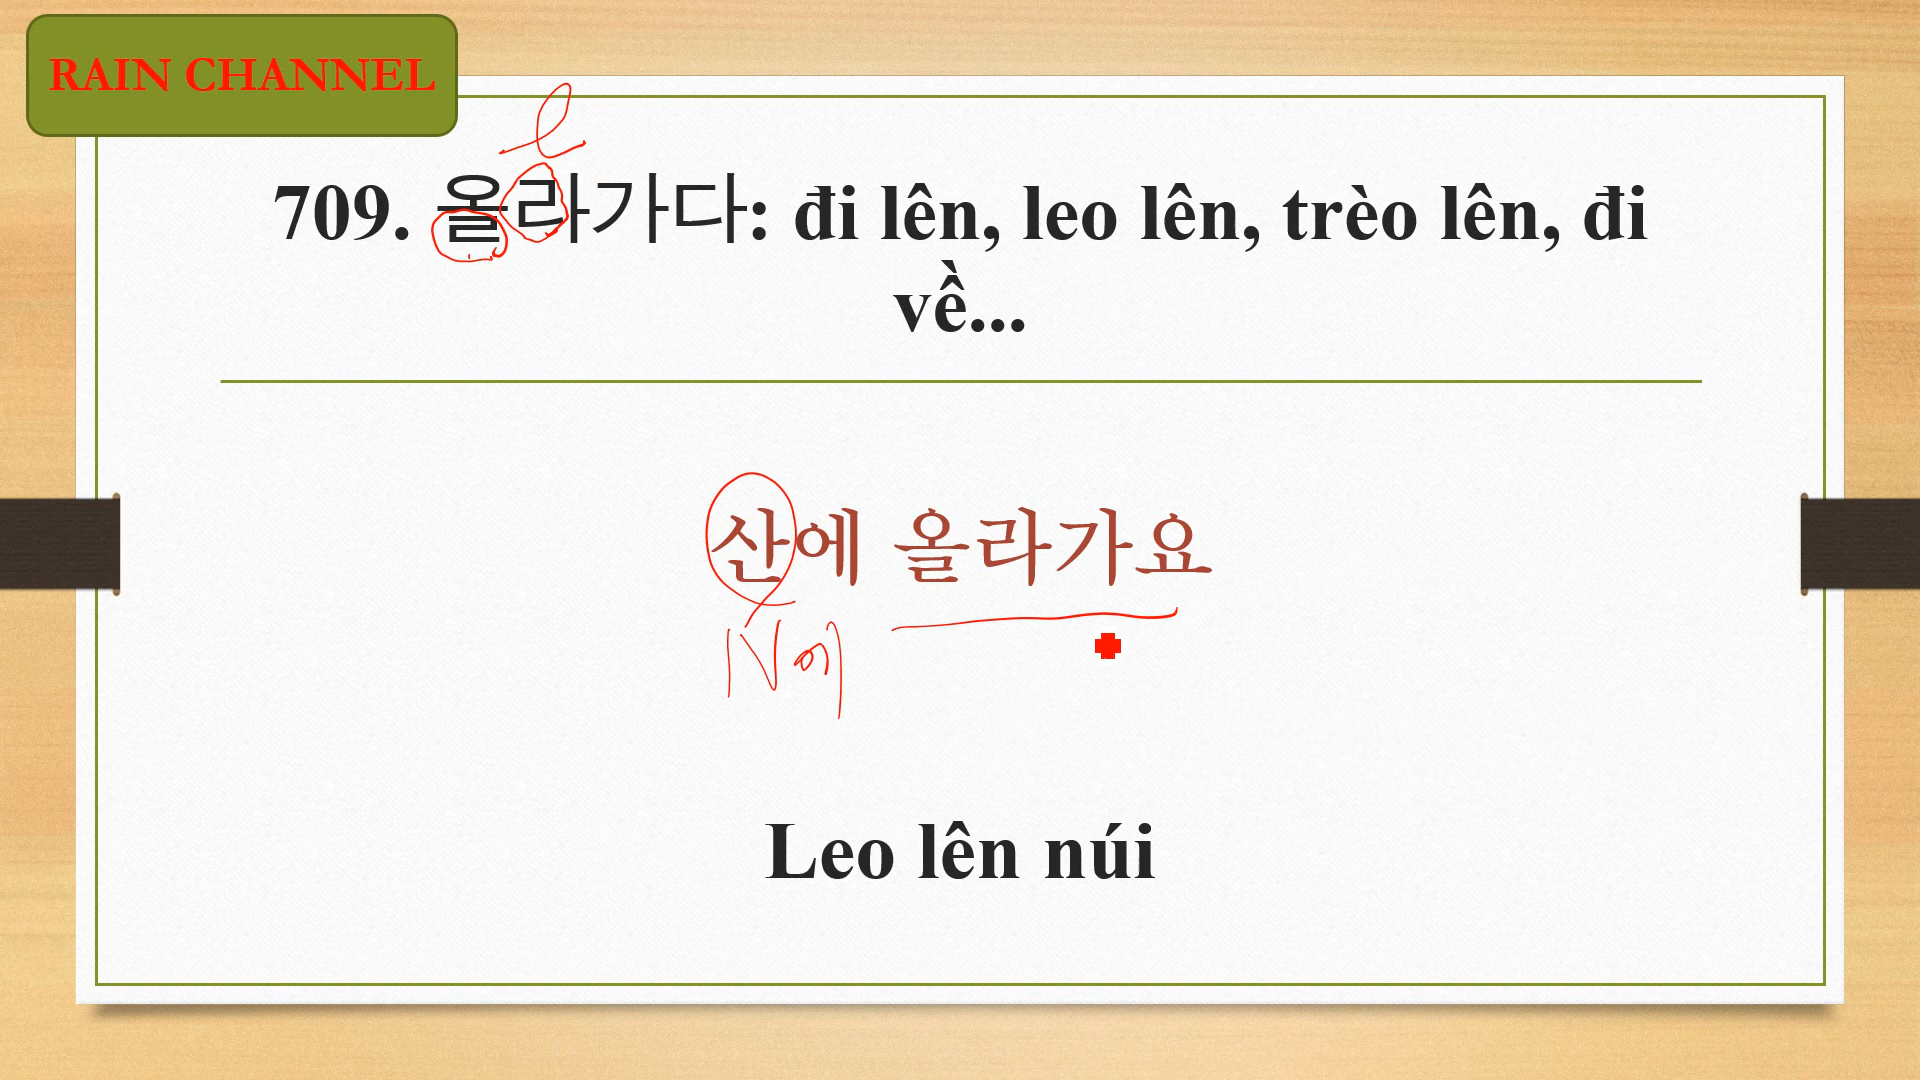 RAIN CHANNEL
l
709. 올라가다: đi lên, leo lên, trèo lên, đi
về...
산에 올라가요
N에
Leo lên núi